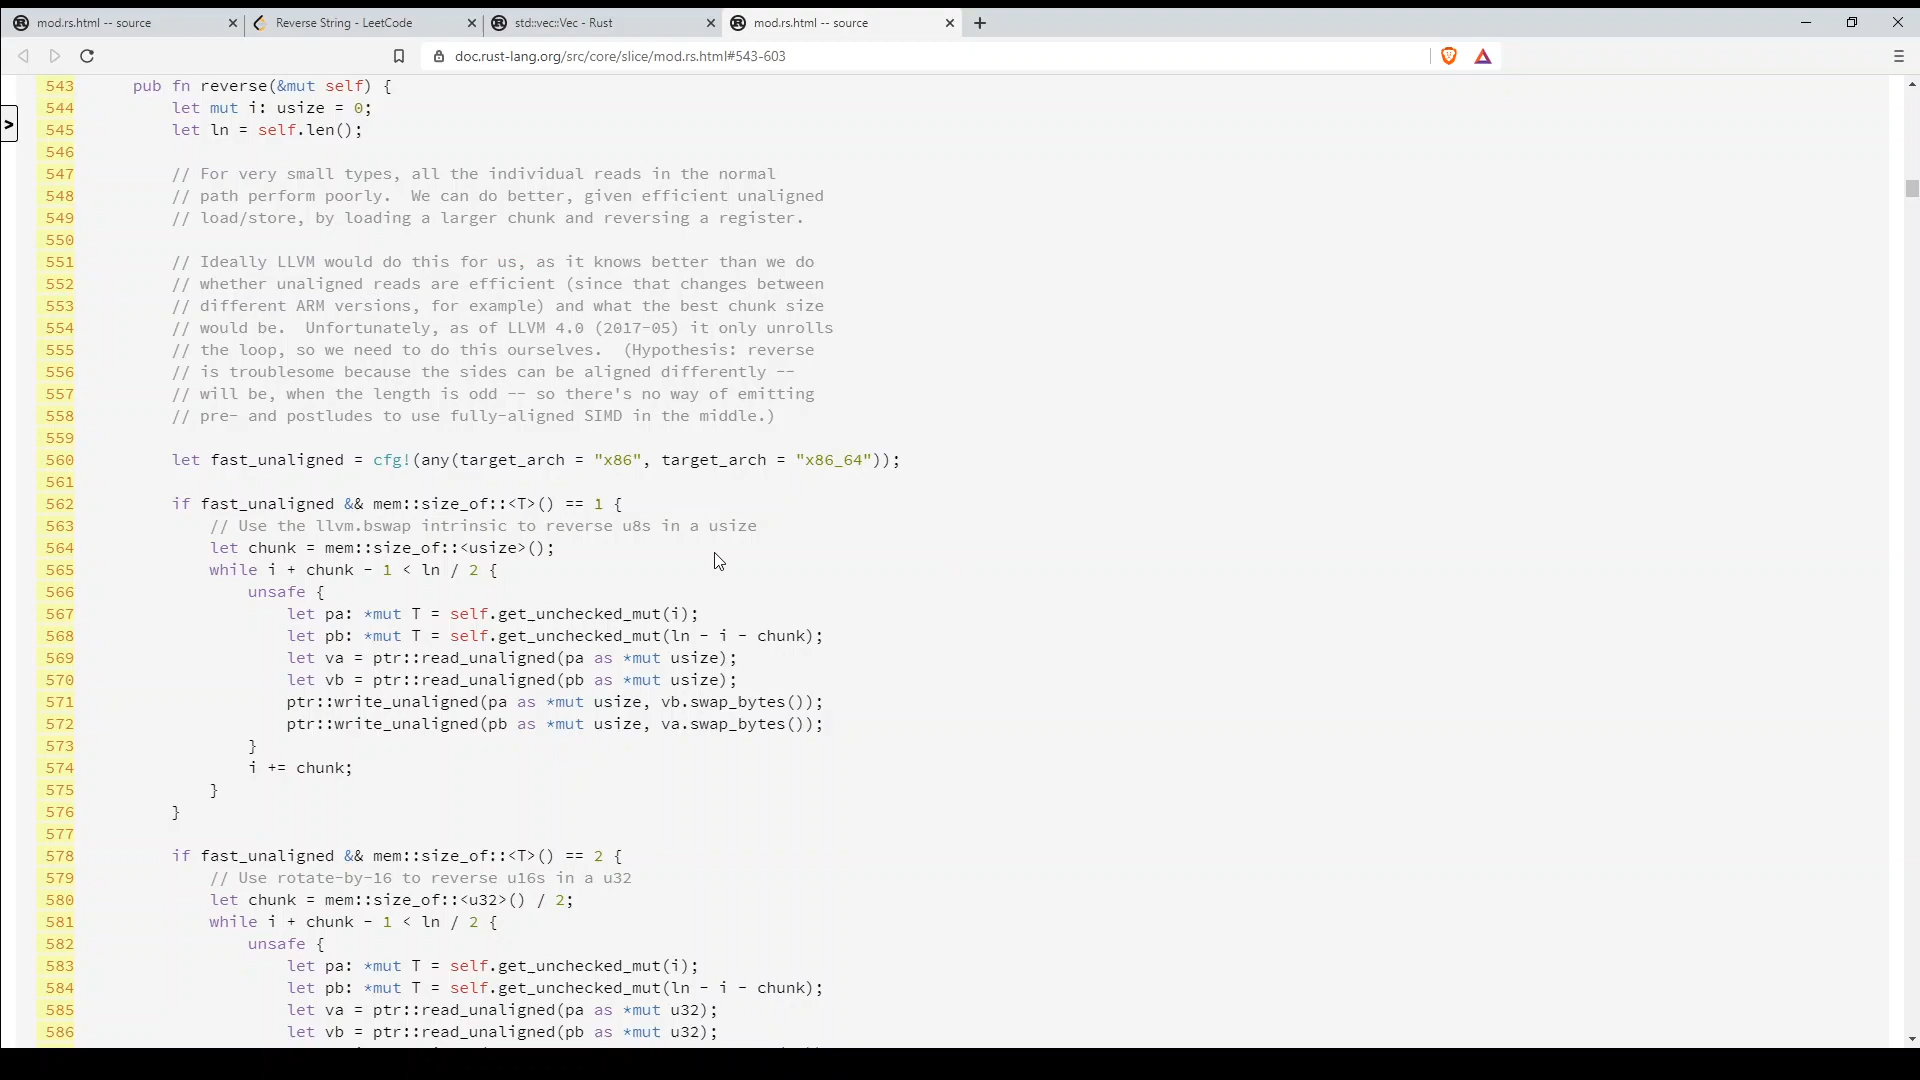 mod.rs.html -- source
Reverse String - LeetCode
std::vec::Vec - Rust
mod.rs.html -- source
doc.rust-lang.org/src/core/slice/mod.rs.html#543-603
543 pub fn reverse(&mut self) {
544 let mut i: usize = 0;
545 let ln = self.len();
546
547 // For very small types, all the individual reads in the normal
548 // path perform poorly.  We can do better, given efficient unaligned
549 // load/store, by loading a larger chunk and reversing a register.
550
551 // Ideally LLVM would do this for us, as it knows better than we do
552 // whether unaligned reads are efficient (since that changes between
553 // different ARM versions, for example) and what the best chunk size
554 // would be.  Unfortunately, as of LLVM 4.0 (2017-05) it only unrolls
555 // the loop, so we need to do this ourselves.  (Hypothesis: reverse
556 // is troublesome because the sides can be aligned differently --
557 // will be, when the length is odd -- so there's no way of emitting
558 // pre- and postludes to use fully-aligned SIMD in the middle.)
559
560 let fast_unaligned = cfg!(any(target_arch = "x86", target_arch = "x86_64"));
561
562 if fast_unaligned && mem::size_of::<T>() == 1 {
563 // Use the llvm.bswap intrinsic to reverse u8s in a usize
564 let chunk = mem::size_of::<usize>();
565 while i + chunk - 1 < ln / 2 {
566 unsafe {
567 let pa: *mut T = self.get_unchecked_mut(i);
568 let pb: *mut T = self.get_unchecked_mut(ln - i - chunk);
569 let va = ptr::read_unaligned(pa as *mut usize);
570 let vb = ptr::read_unaligned(pb as *mut usize);
571 ptr::write_unaligned(pa as *mut usize, vb.swap_bytes());
572 ptr::write_unaligned(pb as *mut usize, va.swap_bytes());
573 }
574 i += chunk;
575 }
576 }
577
578 if fast_unaligned && mem::size_of::<T>() == 2 {
579 // Use rotate-by-16 to reverse u16s in a u32
580 let chunk = mem::size_of::<u32>() / 2;
581 while i + chunk - 1 < ln / 2 {
582 unsafe {
583 let pa: *mut T = self.get_unchecked_mut(i);
584 let pb: *mut T = self.get_unchecked_mut(ln - i - chunk);
585 let va = ptr::read_unaligned(pa as *mut u32);
586 let vb = ptr::read_unaligned(pb as *mut u32);